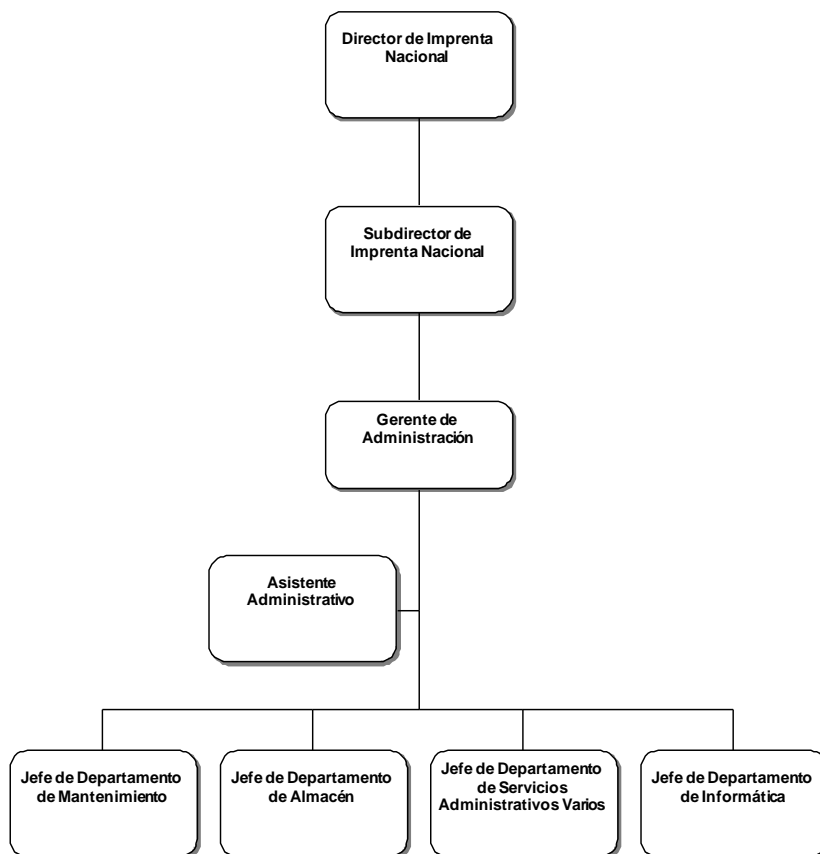 Director de Imprenta
Nacional
Subdirector de
Imprenta Nacional
Gerente de
Administración
Asistente
Administrativo
Jefe de Departamento
de Mantenimiento
Jefe de Departamento
de Almacén
Jefe de Departamento
de Servicios
Administrativos Varios
Jefe de Departamento
de Informática